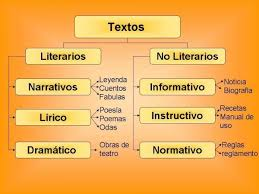 Textos
Literarios
No Literarios
Narrativos
Leyenda
Cuentos
Fabulas
Informativo
Noticia
Biografia
Lírico
Poesía
Poemas
Odas
Instructivo
Recetas
Manual de
uso
Dramático
Obras de
teatro
Normativo
Reglas
reglamento